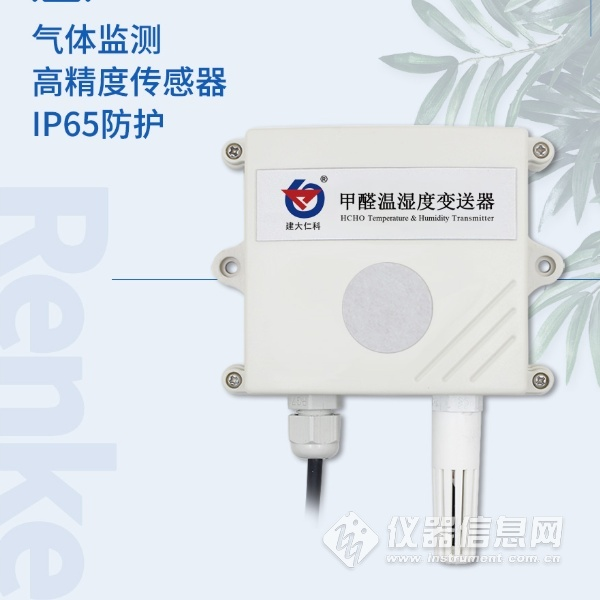 气体监测
高精度传感器
IP65防护
®
建大仁科
甲醛温湿度变送器
HCHO Temperature & Humidity Transmitter
Renke
仪器信息网
www.instrument.com.cn